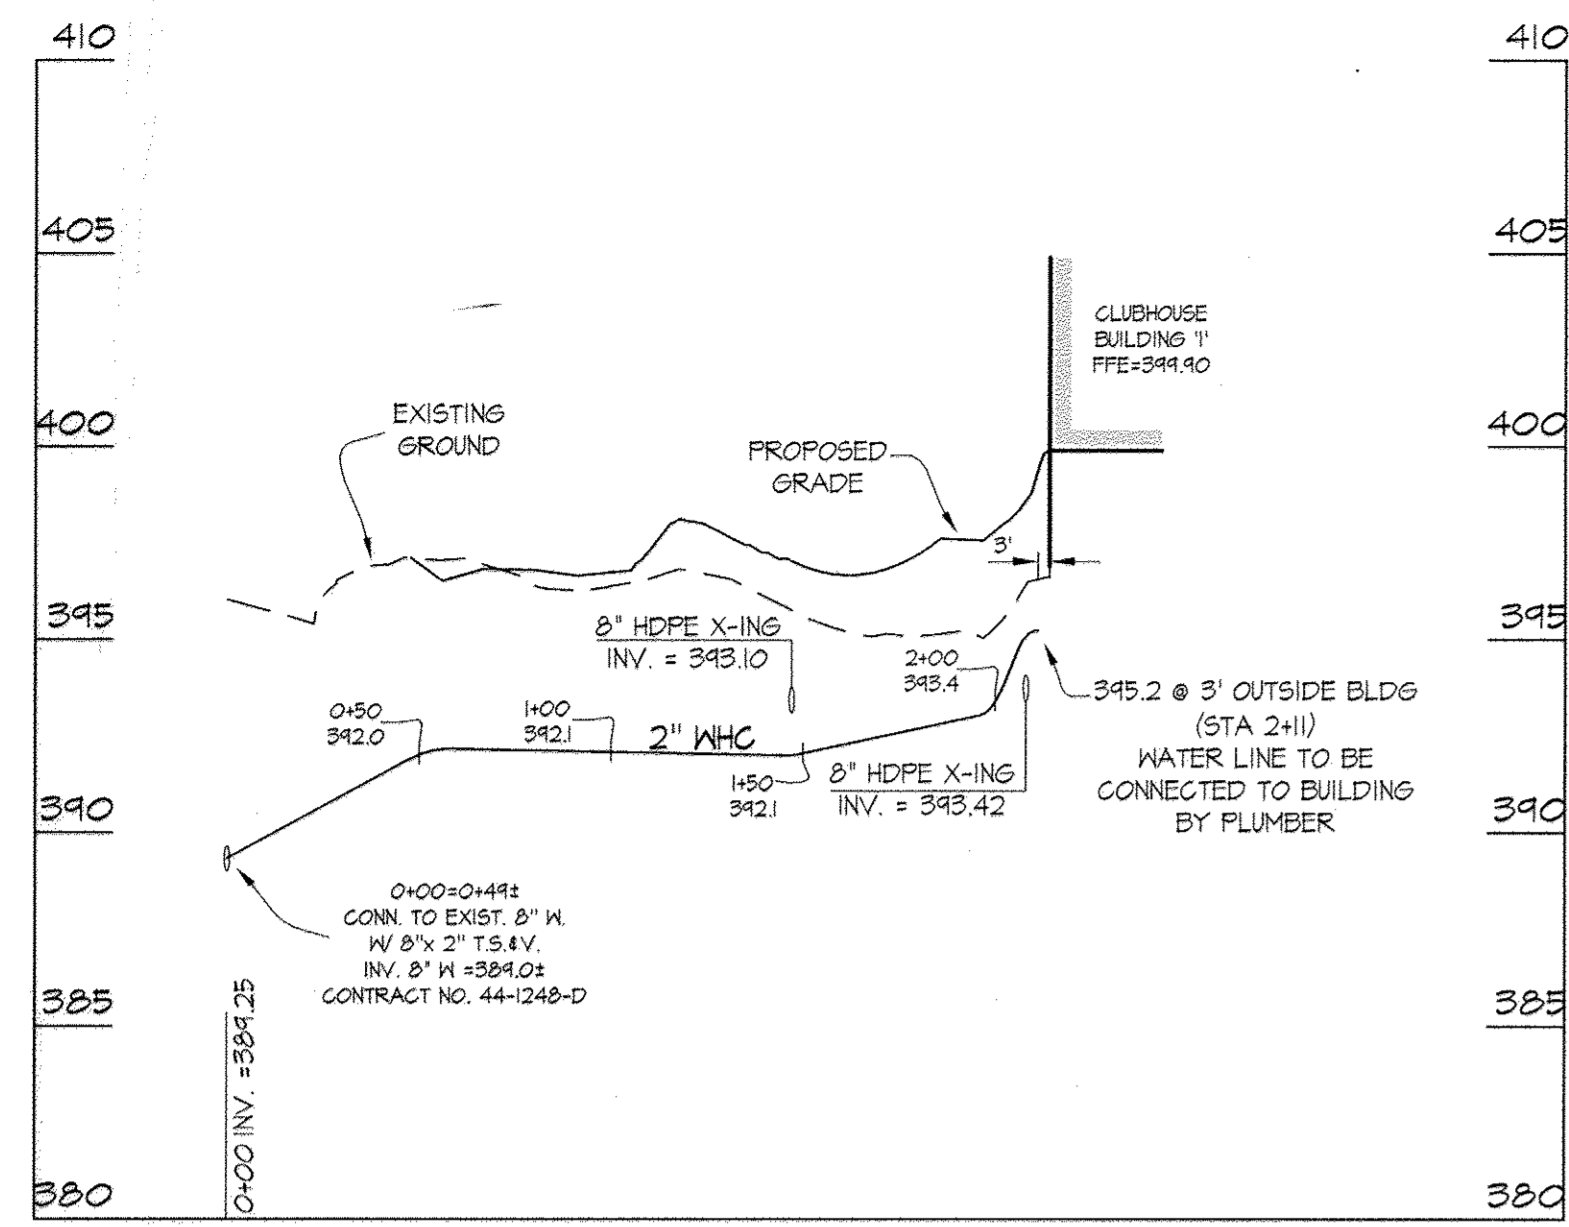 410
410
405
405
CLUBHOUSE
BUILDING '1'
FFE=399.90
400
400
EXISTING
GROUND
PROPOSED
GRADE
3'
395
395
8" HDPE X-ING
INV. = 393.10
2+00
393.4
395.2 @ 3' OUTSIDE BLDG
(STA 2+11)
WATER LINE TO BE
CONNECTED TO BUILDING
BY PLUMBER
0+50
392.0
1+00
392.1
2" WHC
1+50
392.1
8" HDPE X-ING
INV. = 393.42
390
390
0+00=0+49±
CONN. TO EXIST. 8" W.
W/ 8"x 2" T.S.&V.
INV. 8" W =389.0±
CONTRACT NO. 44-1248-D
385
385
0+00 INV. =389.25
380
380